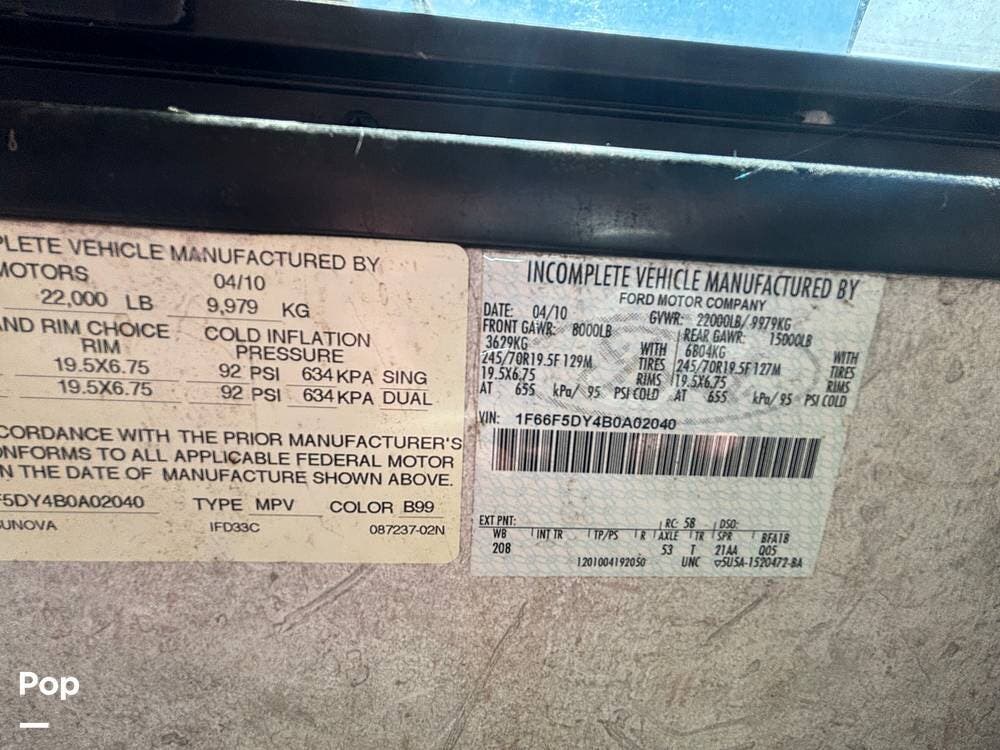 PLETE VEHICLE MANUFACTURED BY
MOTORS 04/10
22,000 LB 9,979 KG
ND RIM CHOICE COLD INFLATION
RIM PRESSURE
19.5X6.75 92 PSI 634 KPA SING
19.5X6.75 92 PSI 634 KPA DUAL
CORDANCE WITH THE PRIOR MANUFACTURER'S
ONFORMS TO ALL APPLICABLE FEDERAL MOTOR
N THE DATE OF MANUFACTURE SHOWN ABOVE.
F5DY4B0A02040 TYPE MPV COLOR B99
SUNOVA IFD33C 087237-02N
INCOMPLETE VEHICLE MANUFACTURED BY
FORD MOTOR COMPANY
DATE: 04/10 GVWR: 22000LB/9979KG
FRONT GAWR: 8000LB REAR GAWR: 15000LB
3629KG WITH 6804KG WITH
245/70R19.5F 129M TIRES 245/70R19.5F 127M TIRES
19.5X6.75 RIMS 19.5X6.75 RIMS
AT 655 kPa/ 95 PSI COLD AT 655 kPa/ 95 PSI COLD
VIN: 1F66F5DY4B0A02040
EXT PNT: RC: 58 DSO:
WB INT TR TP/PS R AXLE TR SPR BFA18
208 53 T 21AA Q05
1201004192050 UNC 5U5A-1520472-BA
Pop